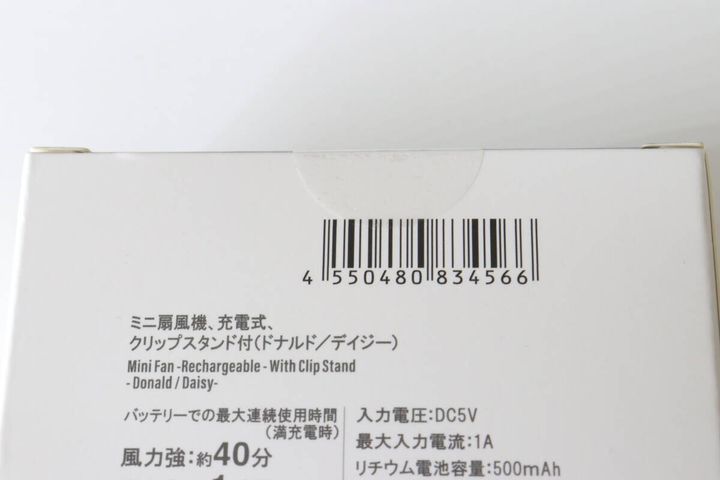 4 550480 834566
ミニ扇風機、充電式、
クリップスタンド付(ドナルド／デイジー)
Mini Fan -Rechargeable - With Clip Stand
- Donald / Daisy-
バッテリーでの最大連続使用時間
(満充電時)
風力強:約40分
入力電圧:DC5V
最大入力電流:1A
リチウム電池容量:500mAh